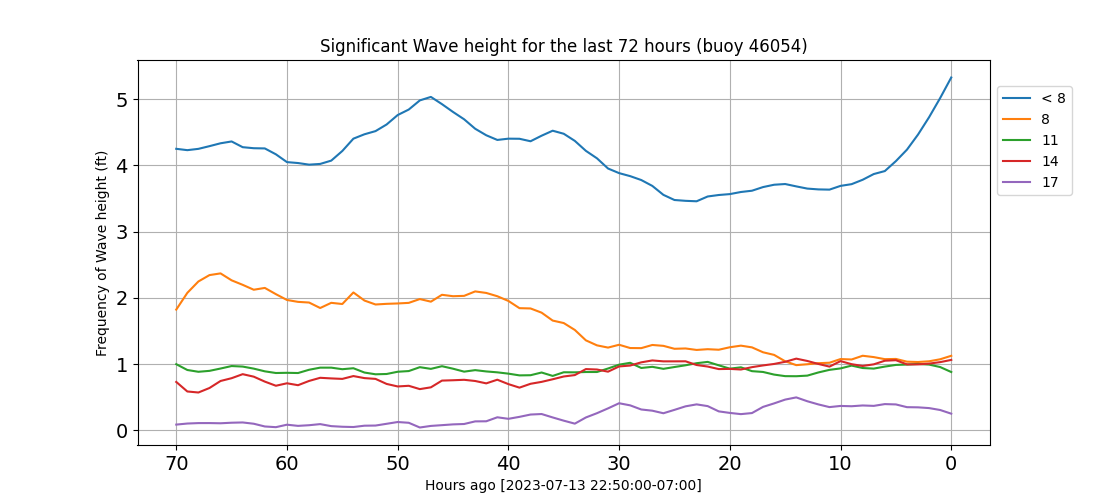 Significant Wave height for the last 72 hours (buoy 46054)
Frequency of Wave height (ft)
5
4
3
2
1
0
70 60 50 40 30 20 10 0
Hours ago [2023-07-13 22:50:00-07:00]
< 8
8
11
14
17